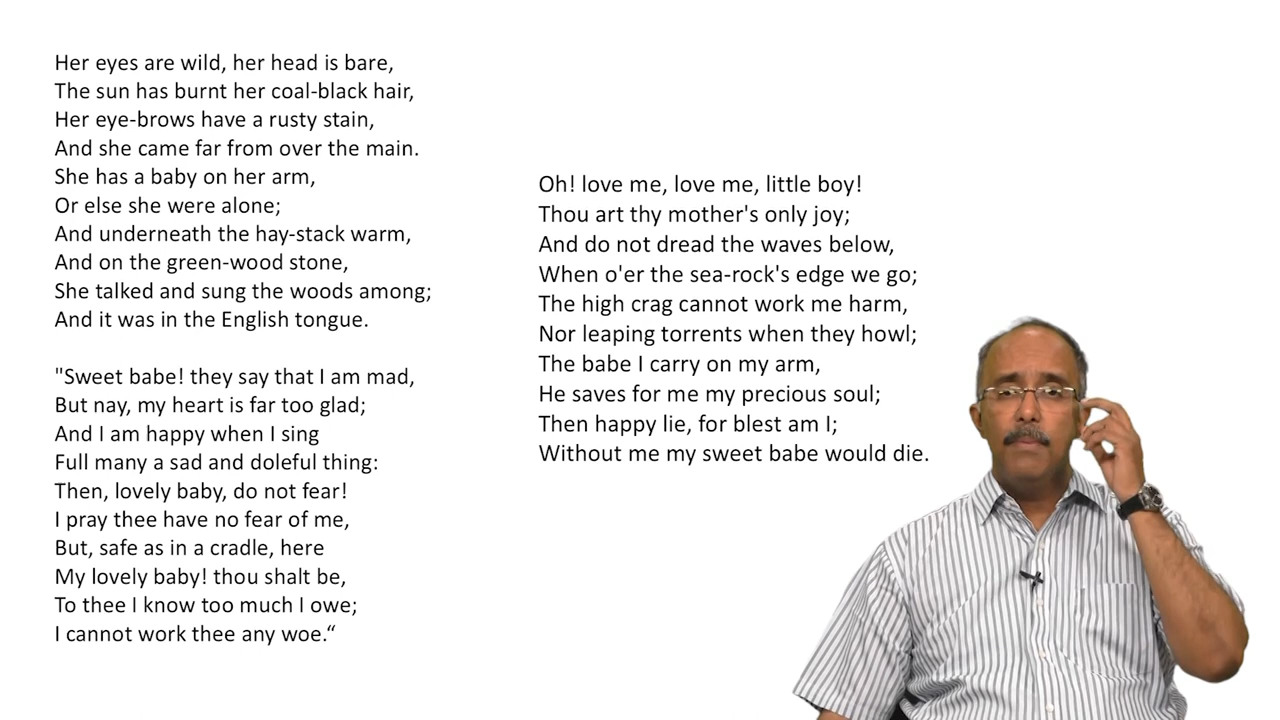 Her eyes are wild, her head is bare,
The sun has burnt her coal-black hair,
Her eye-brows have a rusty stain,
And she came far from over the main.
She has a baby on her arm,
Or else she were alone;
And underneath the hay-stack warm,
And on the green-wood stone,
She talked and sung the woods among;
And it was in the English tongue.
"Sweet babe! they say that I am mad,
But nay, my heart is far too glad;
And I am happy when I sing
Full many a sad and doleful thing:
Then, lovely baby, do not fear!
I pray thee have no fear of me,
But, safe as in a cradle, here
My lovely baby! thou shalt be,
To thee I know too much I owe;
I cannot work thee any woe.“
Oh! love me, love me, little boy!
Thou art thy mother's only joy;
And do not dread the waves below,
When o'er the sea-rock's edge we go;
The high crag cannot work me harm,
Nor leaping torrents when they howl;
The babe I carry on my arm,
He saves for me my precious soul;
Then happy lie, for blest am I;
Without me my sweet babe would die.